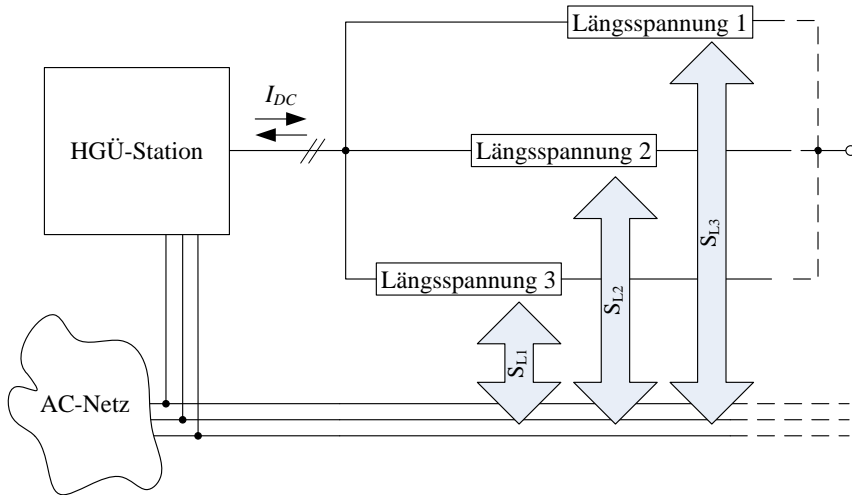 Längsspannung 1
I_DC
HGÜ-Station
Längsspannung 2
S_L3
S_L2
Längsspannung 3
S_L1
AC-Netz